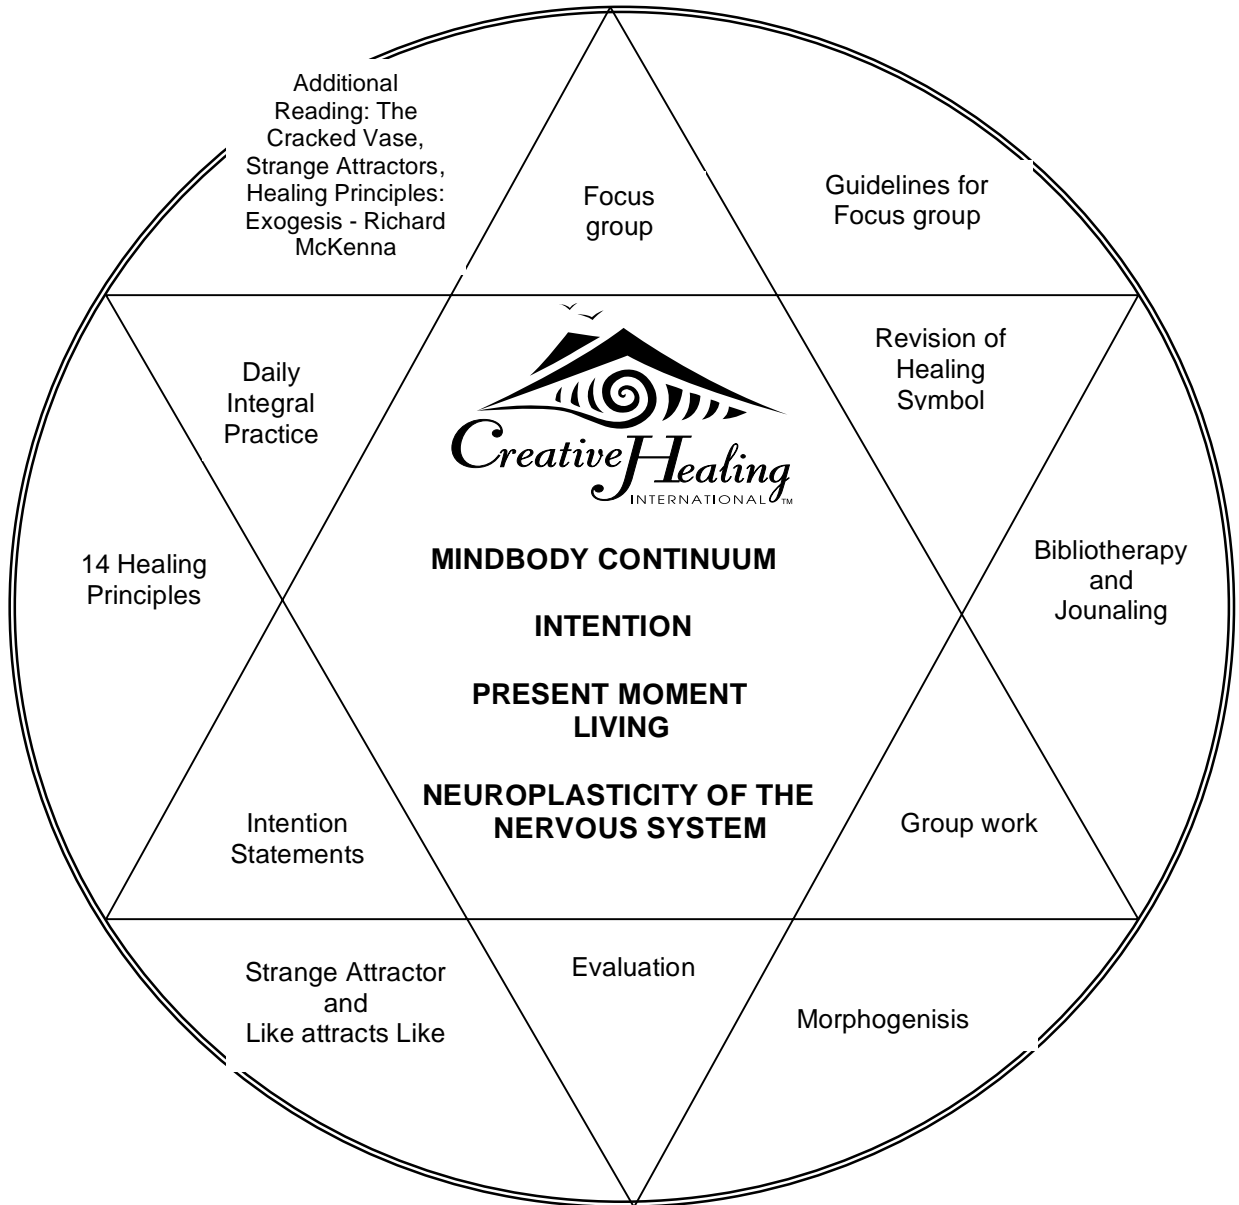 Additional
Reading: The
Cracked Vase,
Strange Attractors,
Healing Principles:
Exogesis - Richard
McKenna
Focus
group
Guidelines for
Focus group
Daily
Integral
Practice
Revision of
Healing
Symbol
Creative Healing
INTERNATIONAL™
14 Healing
Principles
MINDBODY CONTINUUM
INTENTION
PRESENT MOMENT
LIVING
NEUROPLASTICITY OF THE
NERVOUS SYSTEM
Bibliotherapy
and
Jounaling
Intention
Statements
Group work
Strange Attractor
and
Like attracts Like
Evaluation
Morphogenisis